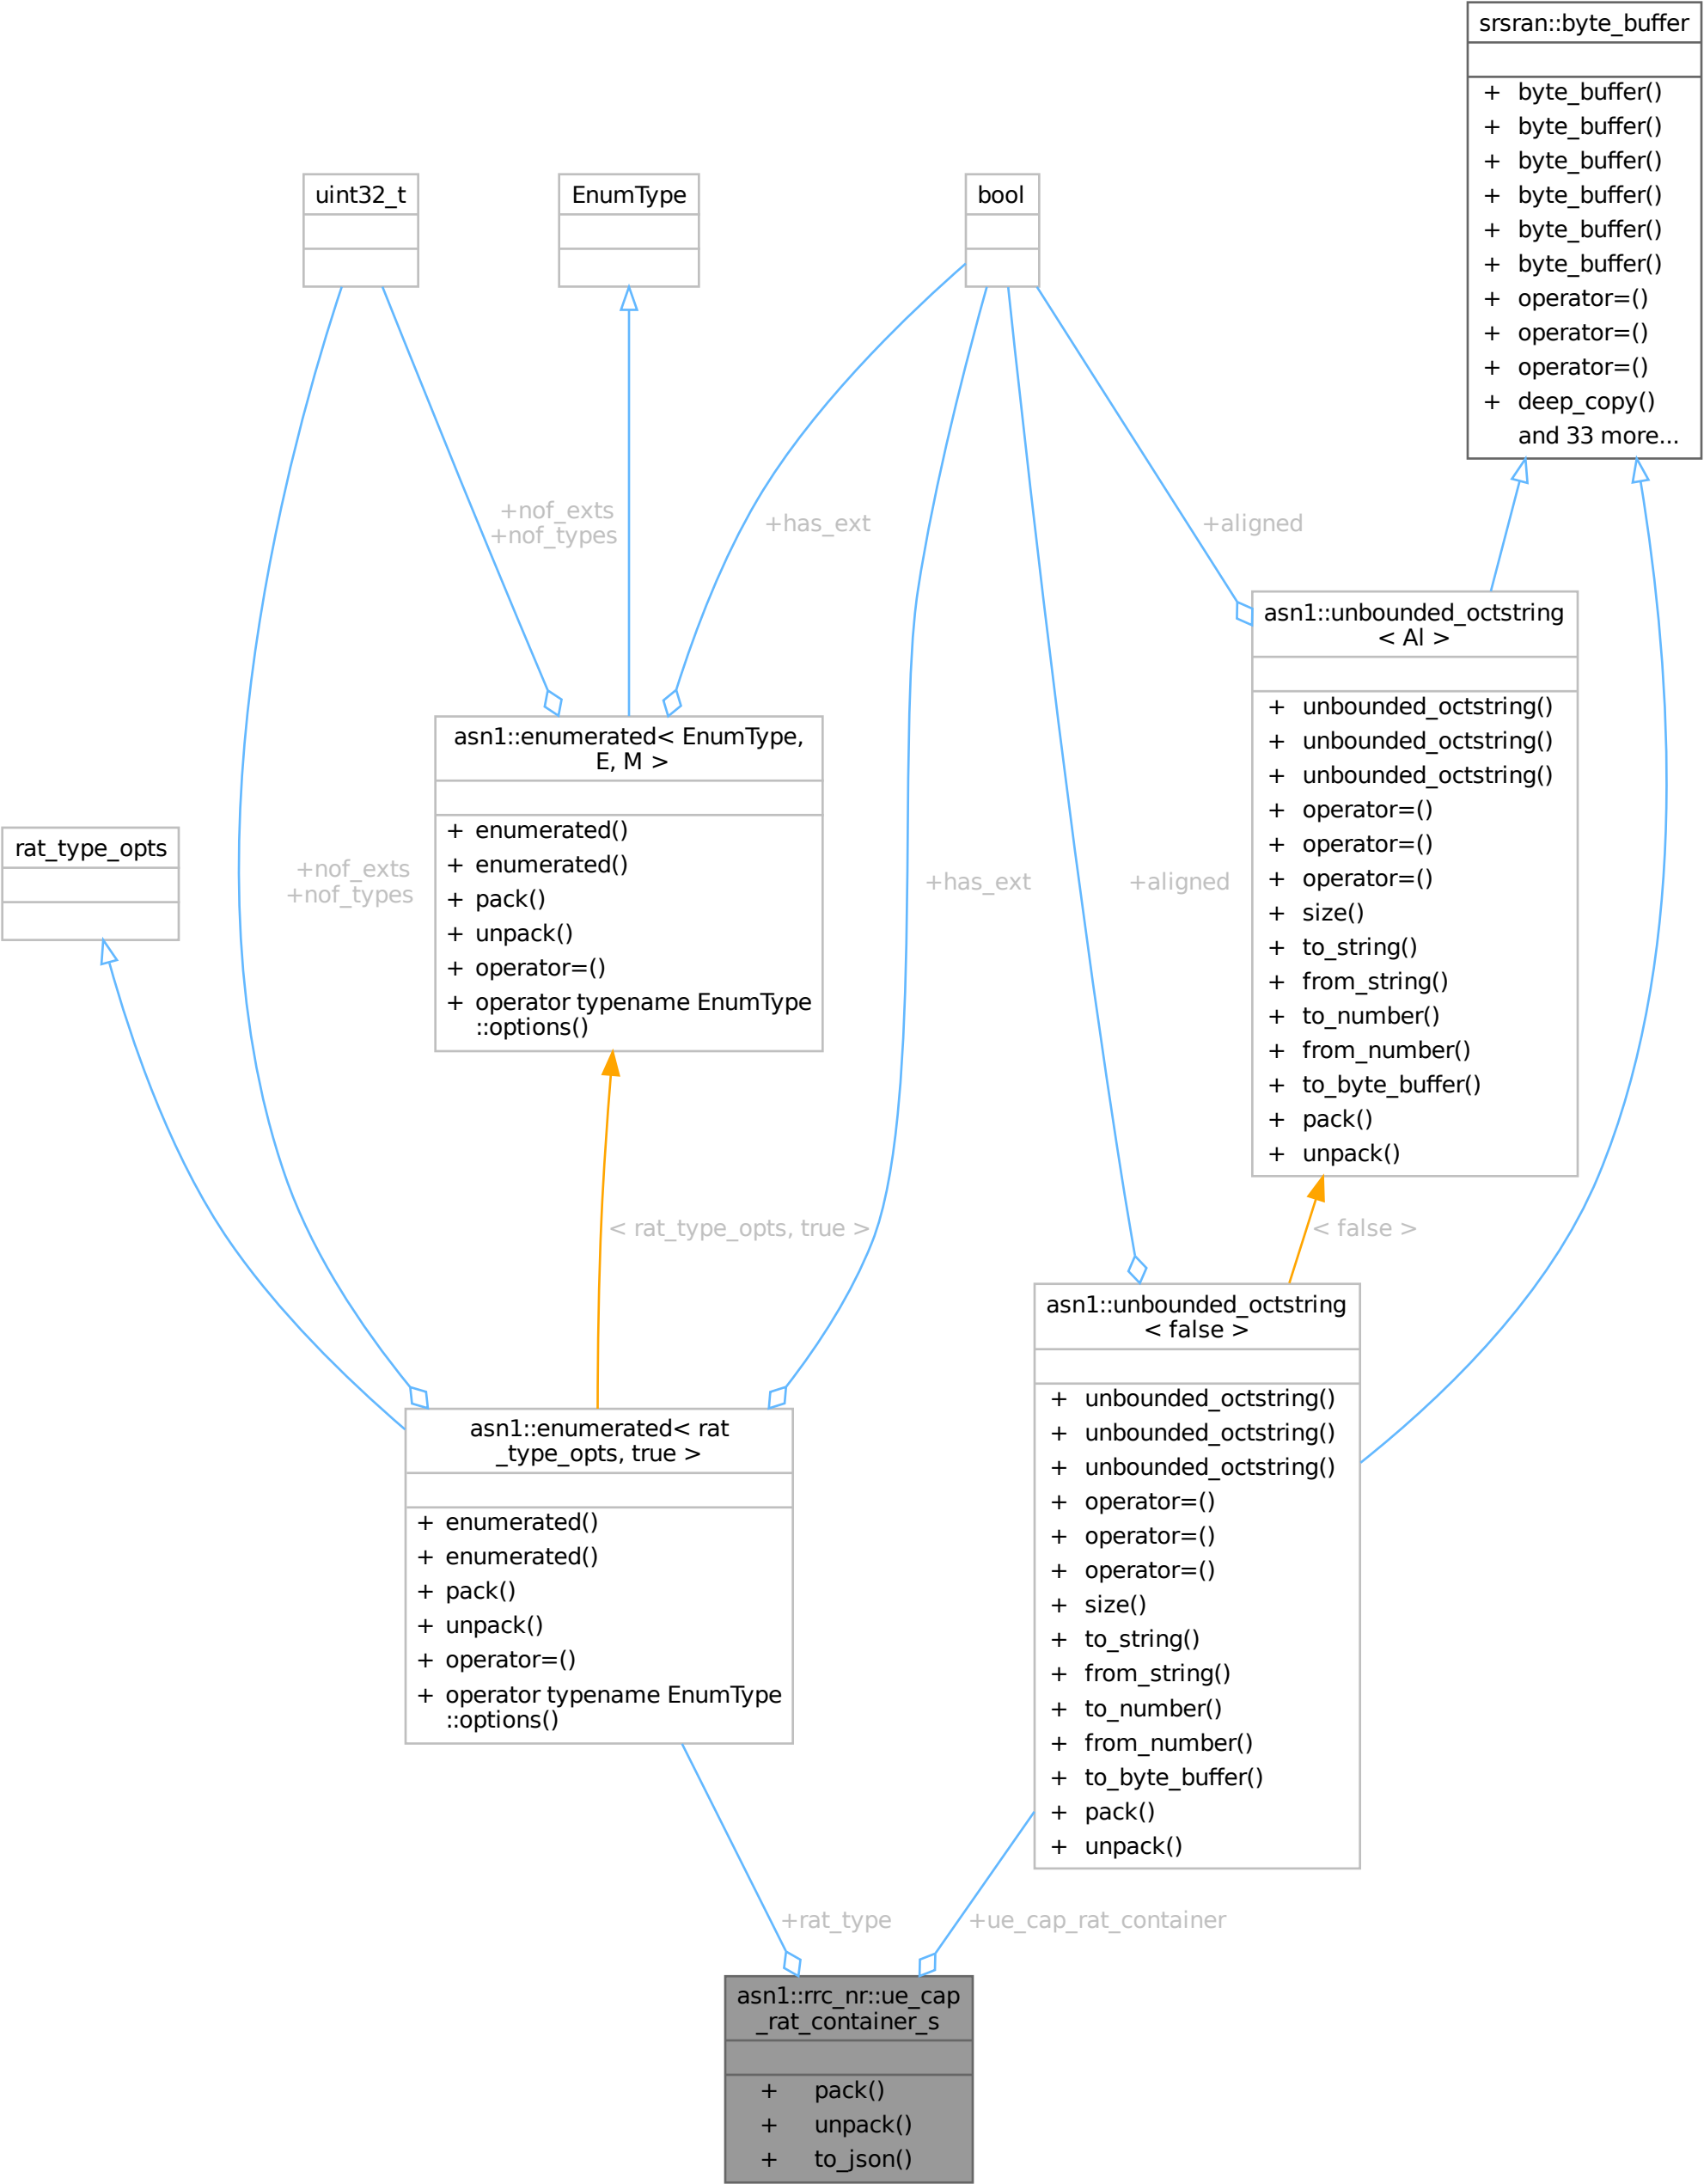 srsran::byte_buffer
+ byte_buffer()
+ byte_buffer()
+ byte_buffer()
+ byte_buffer()
+ byte_buffer()
+ byte_buffer()
+ operator=()
+ operator=()
+ operator=()
+ deep_copy()
and 33 more...
uint32_t
EnumType
bool
+nof_exts
+nof_types
+has_ext
+aligned
asn1::unbounded_octstring
< Al >
+ unbounded_octstring()
+ unbounded_octstring()
+ unbounded_octstring()
+ operator=()
+ operator=()
+ operator=()
+ size()
+ to_string()
+ from_string()
+ to_number()
+ from_number()
+ to_byte_buffer()
+ pack()
+ unpack()
asn1::enumerated< EnumType,
E, M >
+ enumerated()
+ enumerated()
+ pack()
+ unpack()
+ operator=()
+ operator typename EnumType
::options()
rat_type_opts
+nof_exts
+nof_types
+has_ext
+aligned
< rat_type_opts, true >
< false >
asn1::unbounded_octstring
< false >
+ unbounded_octstring()
+ unbounded_octstring()
+ unbounded_octstring()
+ operator=()
+ operator=()
+ operator=()
+ size()
+ to_string()
+ from_string()
+ to_number()
+ from_number()
+ to_byte_buffer()
+ pack()
+ unpack()
asn1::enumerated< rat
_type_opts, true >
+ enumerated()
+ enumerated()
+ pack()
+ unpack()
+ operator=()
+ operator typename EnumType
::options()
+rat_type
+ue_cap_rat_container
asn1::rrc_nr::ue_cap
_rat_container_s
+ pack()
+ unpack()
+ to_json()